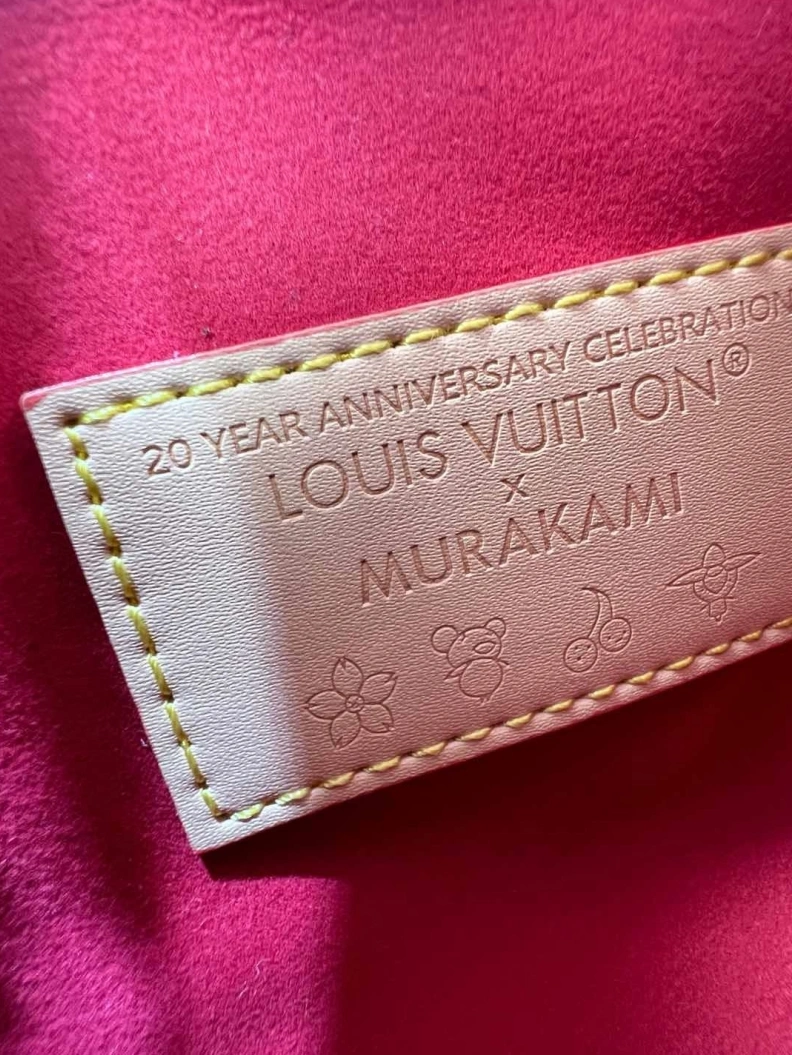 20 YEAR ANNIVERSARY CELEBRATION
LOUIS VUITTON®
×
MURAKAMI